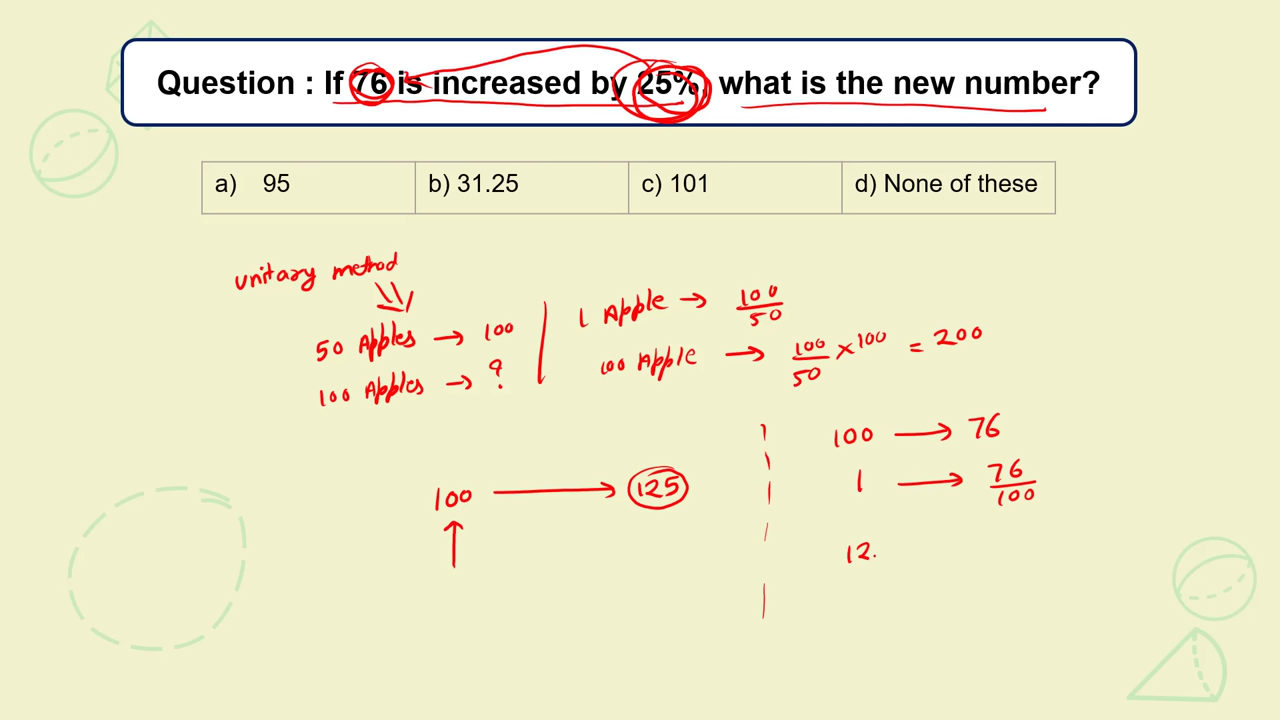 Question : If 76 is increased by 25%, what is the new number?
a) 95
b) 31.25
c) 101
d) None of these
unitary method
50 Apples → 100
100 Apples → ?
1 Apple → 100/50
100 Apple → 100/50 × 100 = 200
100 → 125
100 → 76
1 → 76/100
12.